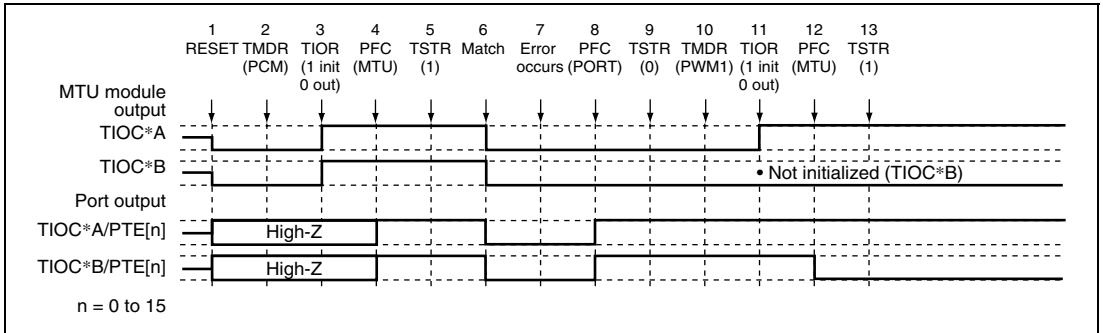 1 2 3 4 5 6 7 8 9 10 11 12 13
RESET TMDR TIOR PFC TSTR Match Error PFC TSTR TMDR TIOR PFC TSTR
(PCM) (1 init (MTU) (1) occurs (PORT) (0) (PWM1) (1 init (MTU) (1)
0 out) 0 out)
MTU module
output
TIOC*A
TIOC*B
• Not initialized (TIOC*B)
Port output
TIOC*A/PTE[n]
High-Z
TIOC*B/PTE[n]
High-Z
n = 0 to 15